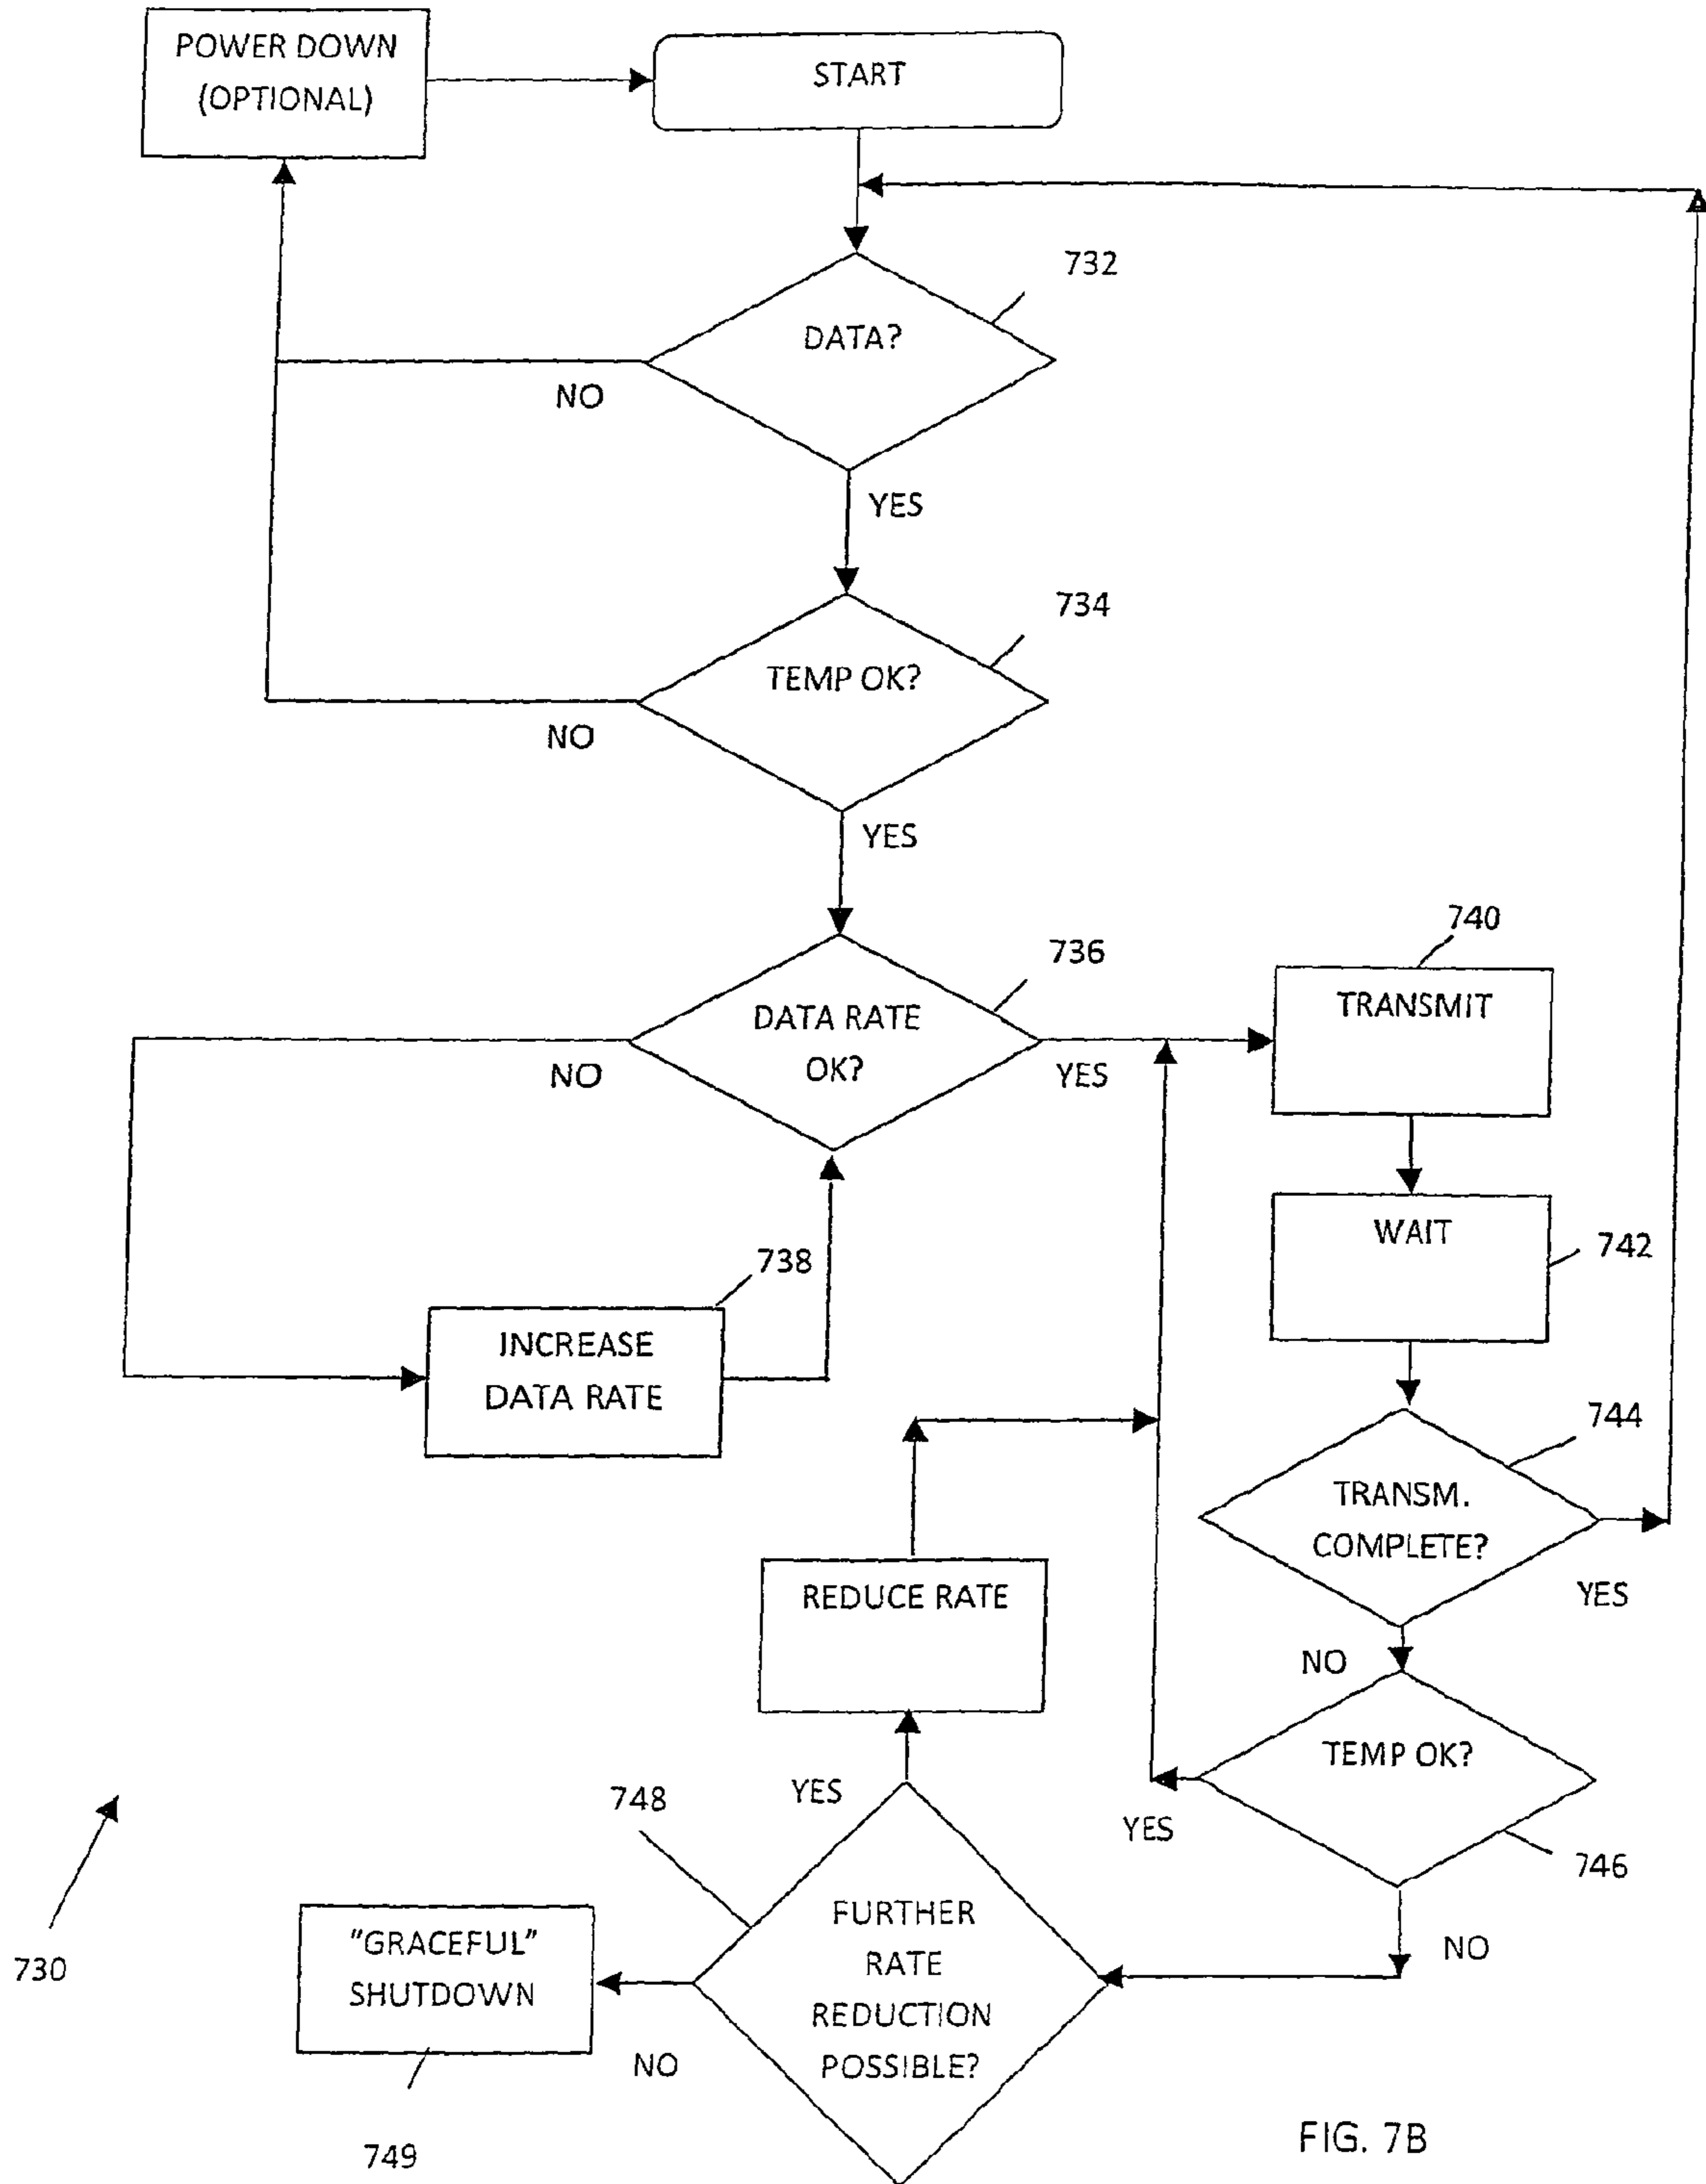 POWER DOWN
(OPTIONAL)
START
732
DATA?
NO
YES
734
TEMP OK?
NO
YES
736
DATA RATE
OK?
NO
YES
740
TRANSMIT
WAIT
742
738
INCREASE
DATA RATE
744
TRANSM.
COMPLETE?
YES
NO
REDUCE RATE
TEMP OK?
YES
746
NO
748
YES
FURTHER
RATE
REDUCTION
POSSIBLE?
NO
"GRACEFUL"
SHUTDOWN
749
730
FIG. 7B